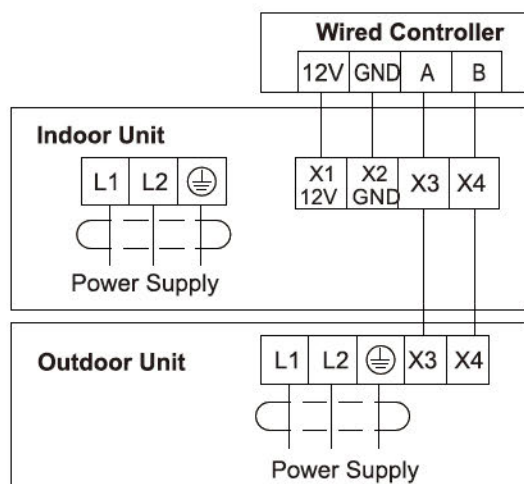 Wired Controller
12V GND A B
Indoor Unit
L1 L2 X1 12V X2 GND X3 X4
Power Supply
Outdoor Unit
L1 L2 X3 X4
Power Supply